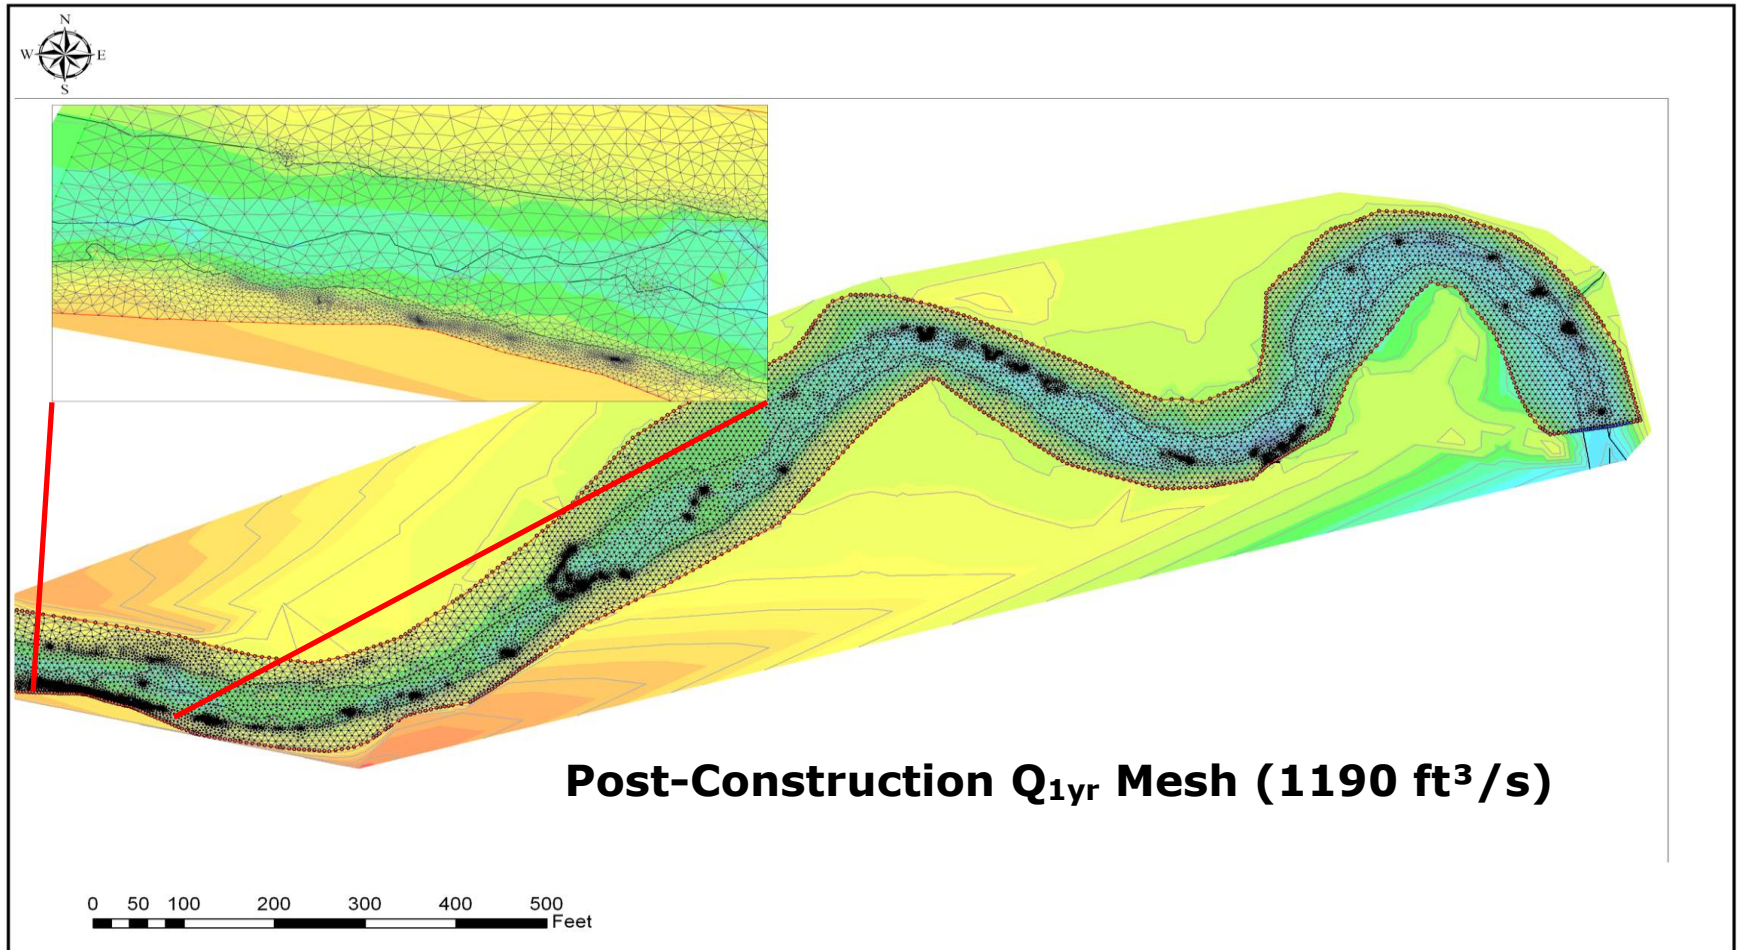 N
W E
S
Post-Construction Q1yr Mesh (1190 ft³/s)
0 50 100 200 300 400 500
Feet